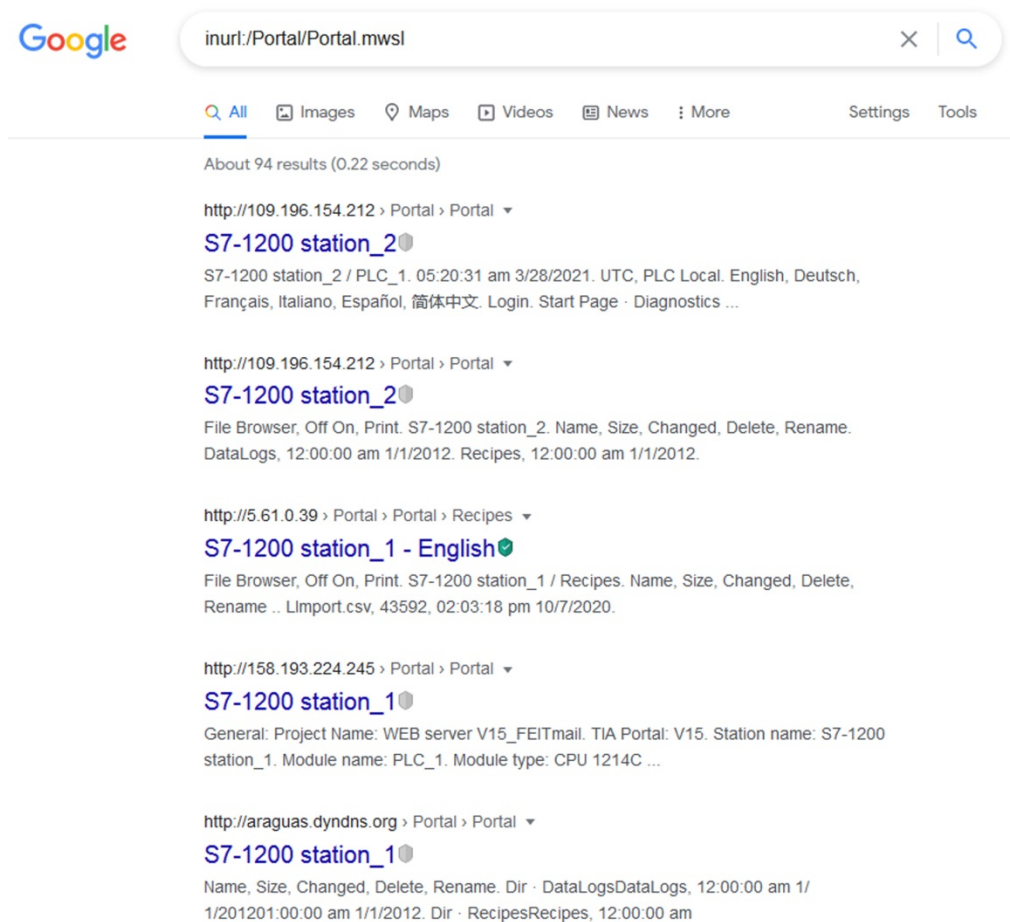 Google
inurl:/Portal/Portal.mwsl
All Images Maps Videos News More Settings Tools
About 94 results (0.22 seconds)
http://109.196.154.212 › Portal › Portal
S7-1200 station_2
S7-1200 station_2 / PLC_1. 05:20:31 am 3/28/2021. UTC, PLC Local. English, Deutsch,
Français, Italiano, Español, 简体中文. Login. Start Page · Diagnostics ...
http://109.196.154.212 › Portal › Portal
S7-1200 station_2
File Browser, Off On, Print. S7-1200 station_2. Name, Size, Changed, Delete, Rename.
DataLogs, 12:00:00 am 1/1/2012. Recipes, 12:00:00 am 1/1/2012.
http://5.61.0.39 › Portal › Portal › Recipes
S7-1200 station_1 - English
File Browser, Off On, Print. S7-1200 station_1 / Recipes. Name, Size, Changed, Delete,
Rename .. LImport.csv, 43592, 02:03:18 pm 10/7/2020.
http://158.193.224.245 › Portal › Portal
S7-1200 station_1
General: Project Name: WEB server V15_FEITmail. TIA Portal: V15. Station name: S7-1200
station_1. Module name: PLC_1. Module type: CPU 1214C ...
http://araguas.dyndns.org › Portal › Portal
S7-1200 station_1
Name, Size, Changed, Delete, Rename. Dir · DataLogsDataLogs, 12:00:00 am 1/
1/201201:00:00 am 1/1/2012. Dir · RecipesRecipes, 12:00:00 am